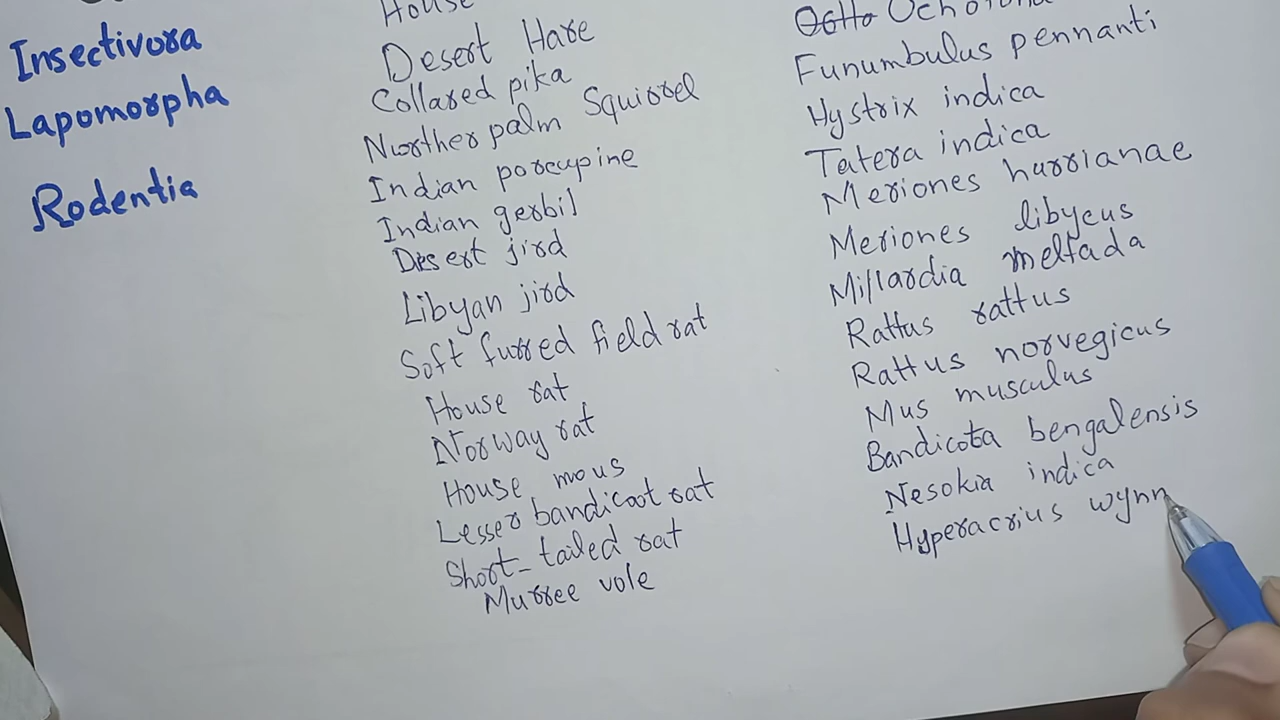 House
Ochotona
Insectivora
Desert Hare
Funumbulus pennanti
Lapomorpha
Collared pika
Hystrix indica
Norther palm Squirrel
Tatera indica
Rodentia
Indian porcupine
Meriones hurrianae
Indian gerbil
Meriones libycus
Desert jird
Millardia meltada
Libyan jird
Rattus rattus
Soft furred field rat
Rattus norvegicus
House rat
Mus musculus
Norway rat
Bandicota bengalensis
House mous
Nesokia indica
Lesser bandicoot rat
Hyperacrius wynn
Short-tailed rat
Murree vole